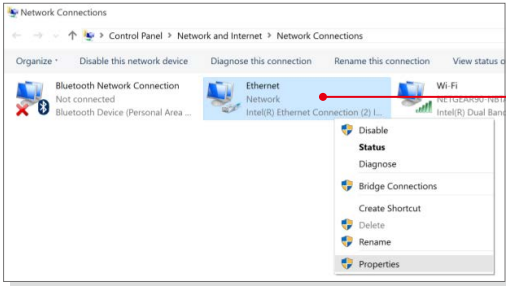 Network Connections
Control Panel > Network and Internet > Network Connections
Organize
Disable this network device
Diagnose this connection
Rename this connection
View status o
Bluetooth Network Connection
Not connected
Bluetooth Device (Personal Area ...
Ethernet
Network
Intel(R) Ethernet Connection (2) I...
Wi-Fi
Intel(R) Dual Band
Disable
Status
Diagnose
Bridge Connections
Create Shortcut
Delete
Rename
Properties